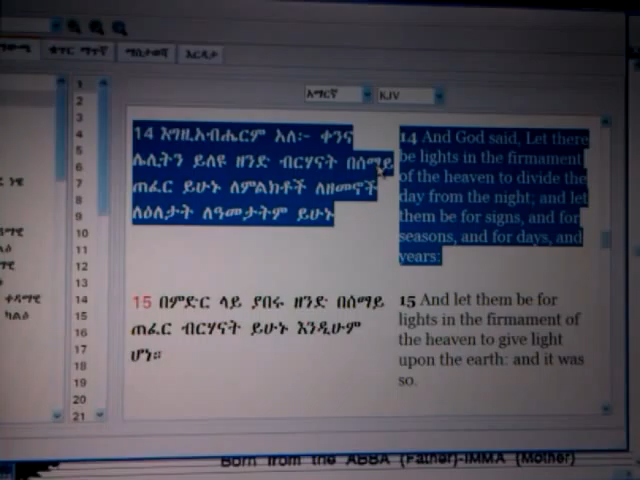 እርዳታ
አማርኛ KJV
1
2
3
4
5
6
7
8
9
10
11
12
13
14
15
16
17
18
19
20
21
14 እግዚአብሔርም አለ፦ ቀንና
ሌሊትን ይለዩ ዘንድ ብርሃናት በሰማይ
ጠፈር ይሁኑ ለምልክቶች ለዘመኖች
ለዕለታት ለዓመታትም ይሁኑ
15 በምድር ላይ ያበሩ ዘንድ በሰማይ
ጠፈር ብርሃናት ይሁኑ እንዲሁም
ሆነ።
14 And God said, Let there
be lights in the firmament
of the heaven to divide the
day from the night; and let
them be for signs, and for
seasons, and for days, and
years:
15 And let them be for
lights in the firmament of
the heaven to give light
upon the earth: and it was
so.
Born from the ABBA (Father)-IMMA (Mother)